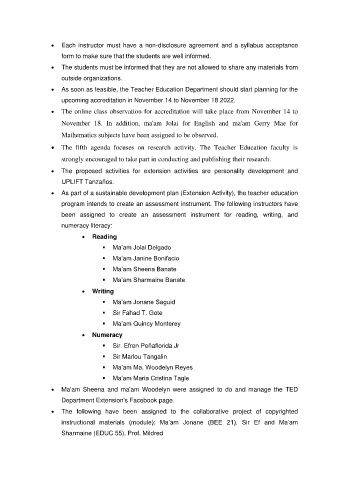 • Each instructor must have a non-disclosure agreement and a syllabus acceptance
form to make sure that the students are well informed.
• The students must be informed that they are not allowed to share any materials from
outside organizations.
• As soon as feasible, the Teacher Education Department should start planning for the
upcoming accreditation in November 14 to November 18 2022.
• The online class observation for accreditation will take place from November 14 to
November 18. In addition, ma'am Jolai for English and ma'am Gerry Mae for
Mathematics subjects have been assigned to be observed.
• The fifth agenda focuses on research activity. The Teacher Education faculty is
strongly encouraged to take part in conducting and publishing their research.
• The proposed activities for extension activities are personality development and
UPLIFT Tanzaños.
• As part of a sustainable development plan (Extension Activity), the teacher education
program intends to create an assessment instrument. The following instructors have
been assigned to create an assessment instrument for reading, writing, and
numeracy literacy:
• Reading
▪ Ma'am Jolai Delgado
▪ Ma'am Janine Bonifacio
▪ Ma'am Sheena Banate
▪ Ma'am Sharmaine Banate
• Writing
▪ Ma'am Jonane Saguid
▪ Sir Fahad T. Gote
▪ Ma'am Quincy Monterey
• Numeracy
▪ Sir. Efren Peñaflorida Jr
▪ Sir Marlou Tangalin
▪ Ma'am Ma. Woodelyn Reyes
▪ Ma'am Maria Cristina Tagle
• Ma'am Sheena and ma'am Woodelyn were assigned to do and manage the TED
Department Extension's Facebook page.
• The following have been assigned to the collaborative project of copyrighted
instructional materials (module); Ma'am Jonane (BEE 21), Sir Ef and Ma'am
Sharmaine (EDUC 55), Prof. Mildred